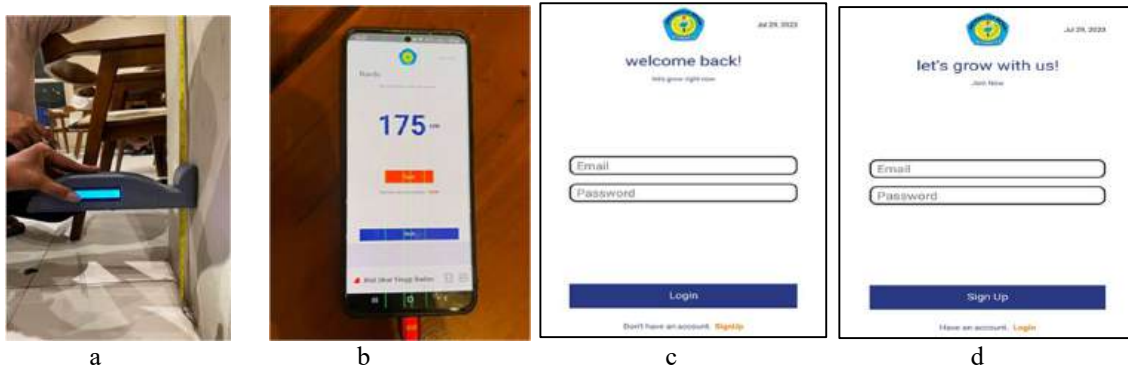 175
Jul 29, 2023
welcome back!
lets grow right now
Email
Password
Login
Don't have an account. SignUp
Jul 29, 2023
let's grow with us!
Join Now
Email
Password
Sign Up
Have an account. Login
a
b
c
d